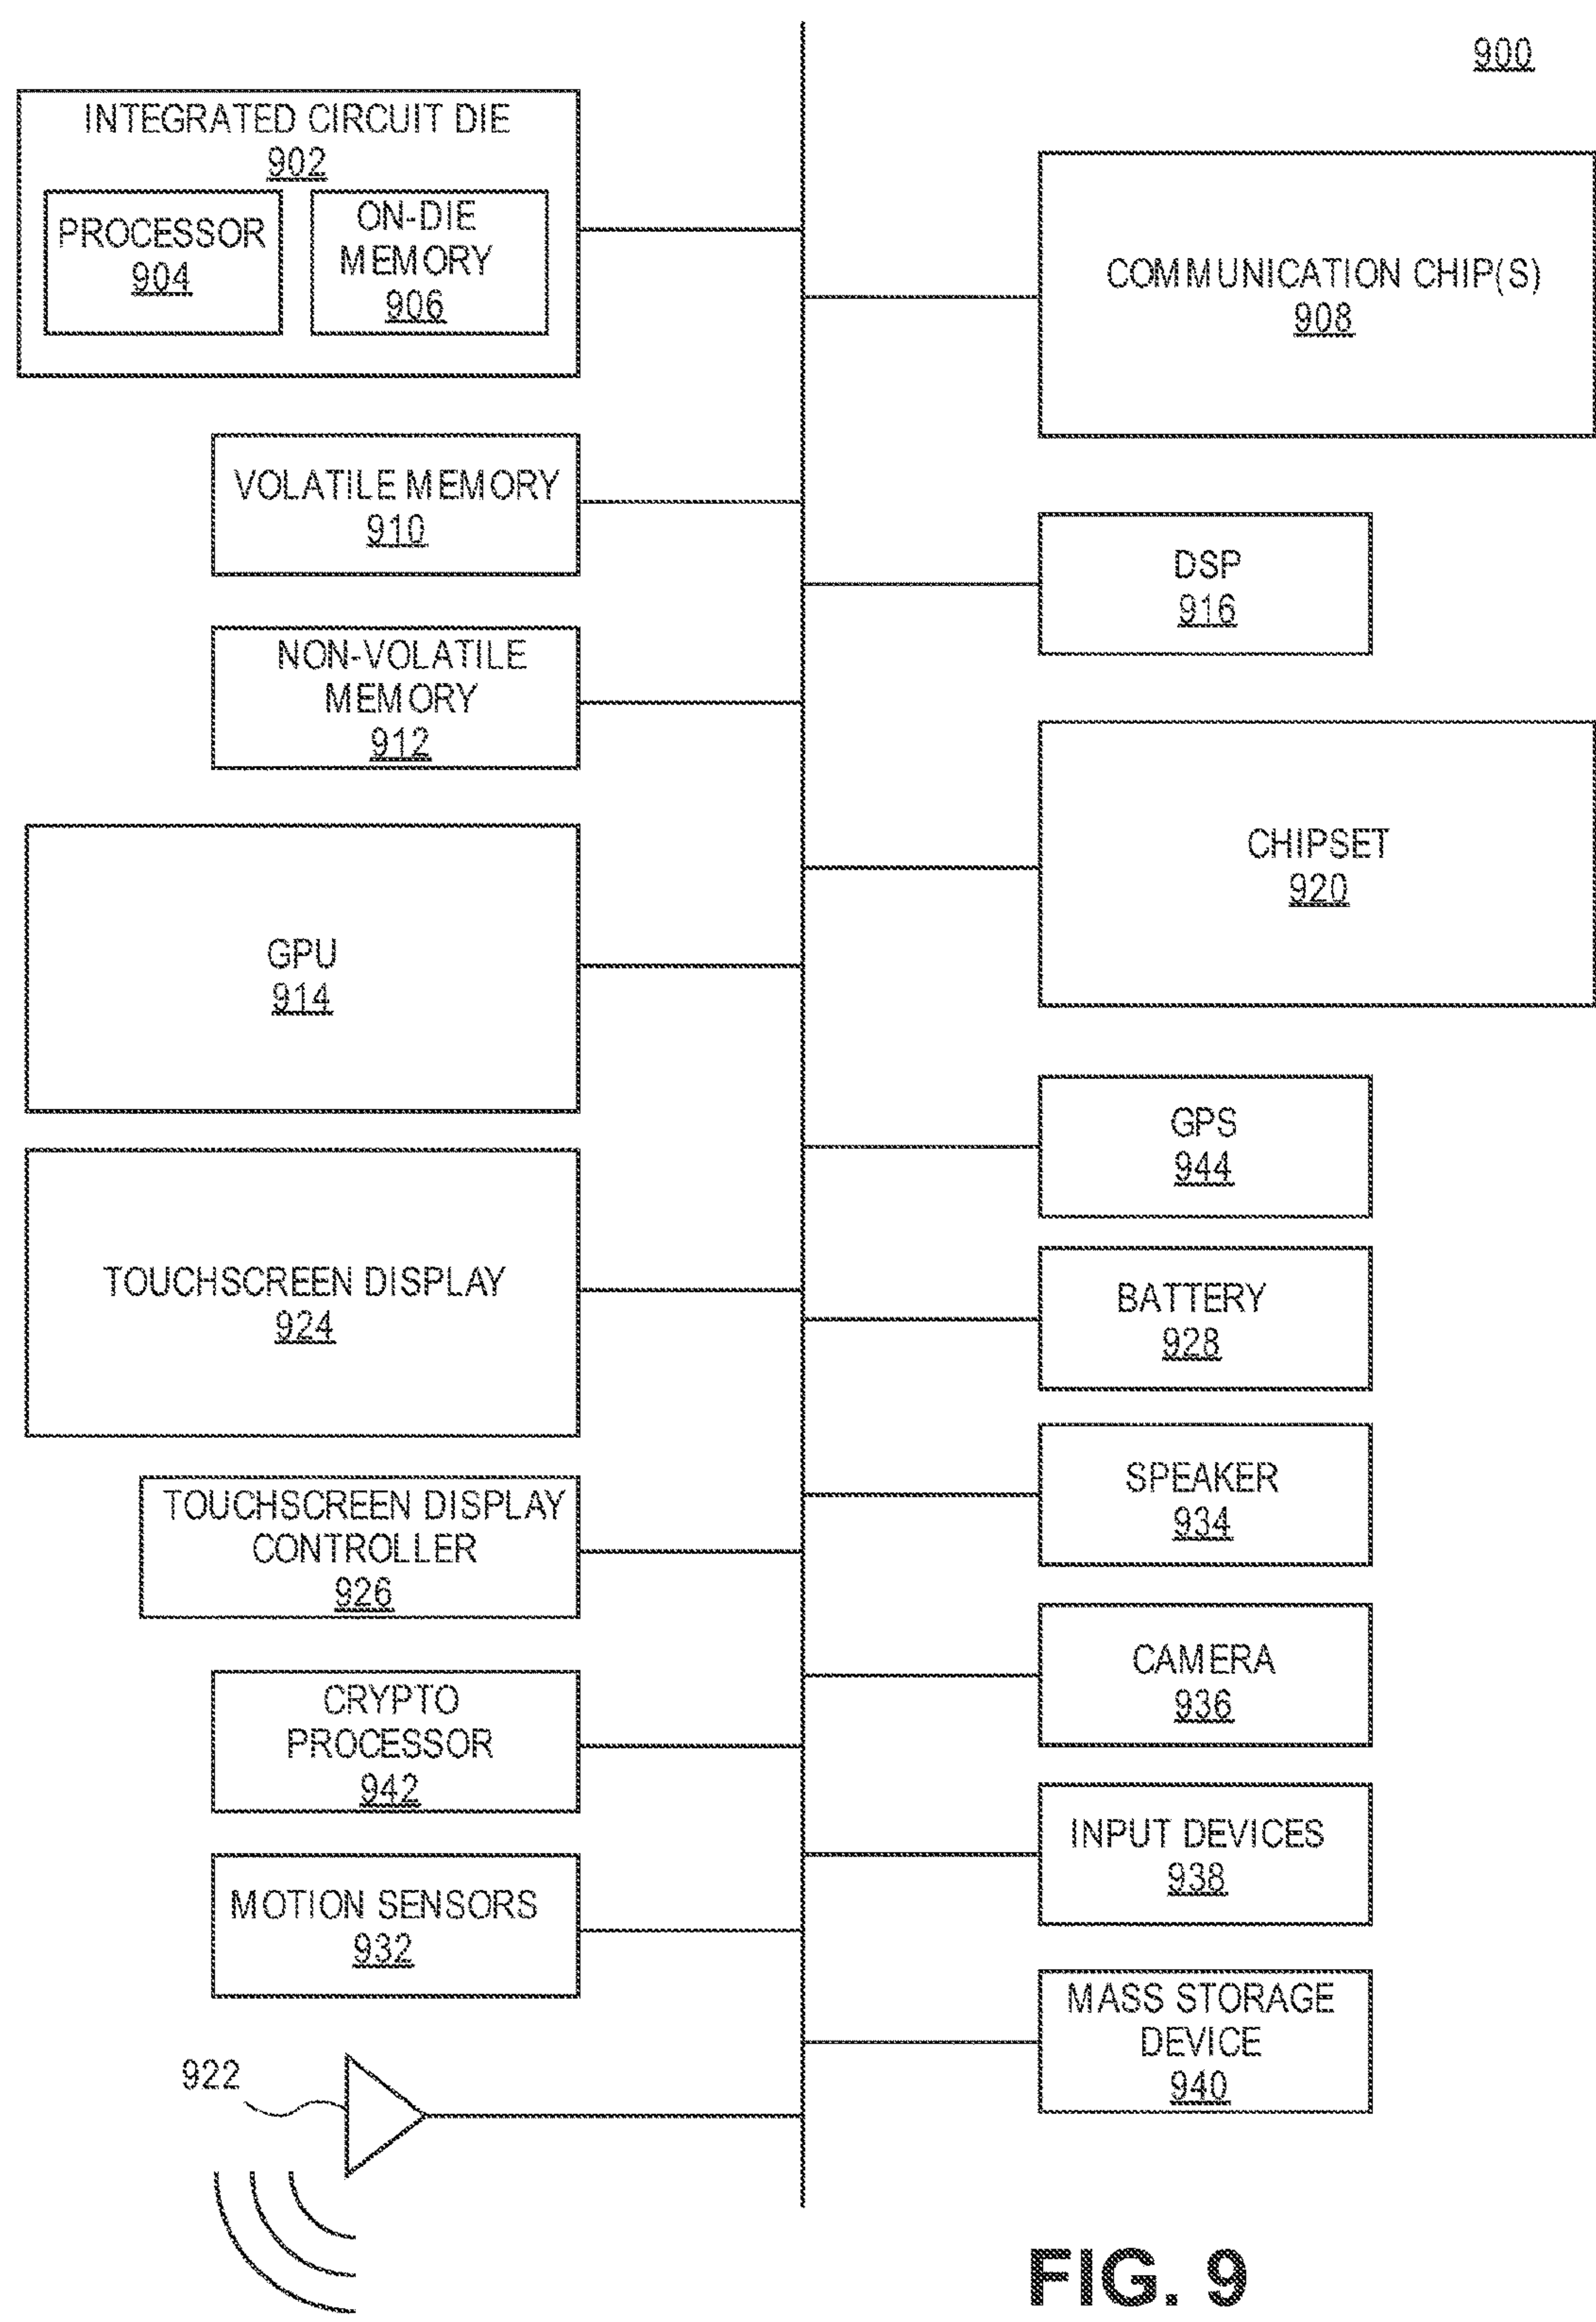 900
INTEGRATED CIRCUIT DIE
902
PROCESSOR
904
ON-DIE
MEMORY
906
COMMUNICATION CHIP(S)
908
VOLATILE MEMORY
910
DSP
916
NON-VOLATILE
MEMORY
912
CHIPSET
920
GPU
914
GPS
944
TOUCHSCREEN DISPLAY
924
BATTERY
928
SPEAKER
934
TOUCHSCREEN DISPLAY
CONTROLLER
926
CAMERA
936
CRYPTO
PROCESSOR
942
INPUT DEVICES
938
MOTION SENSORS
932
MASS STORAGE
DEVICE
940
922
FIG. 9